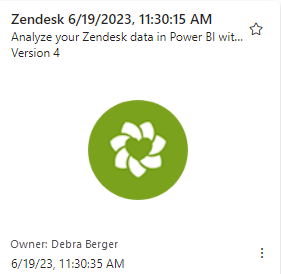 Zendesk 6/19/2023, 11:30:15 AM
Analyze your Zendesk data in Power BI wit...
Version 4
Owner: Debra Berger
6/19/23, 11:30:35 AM